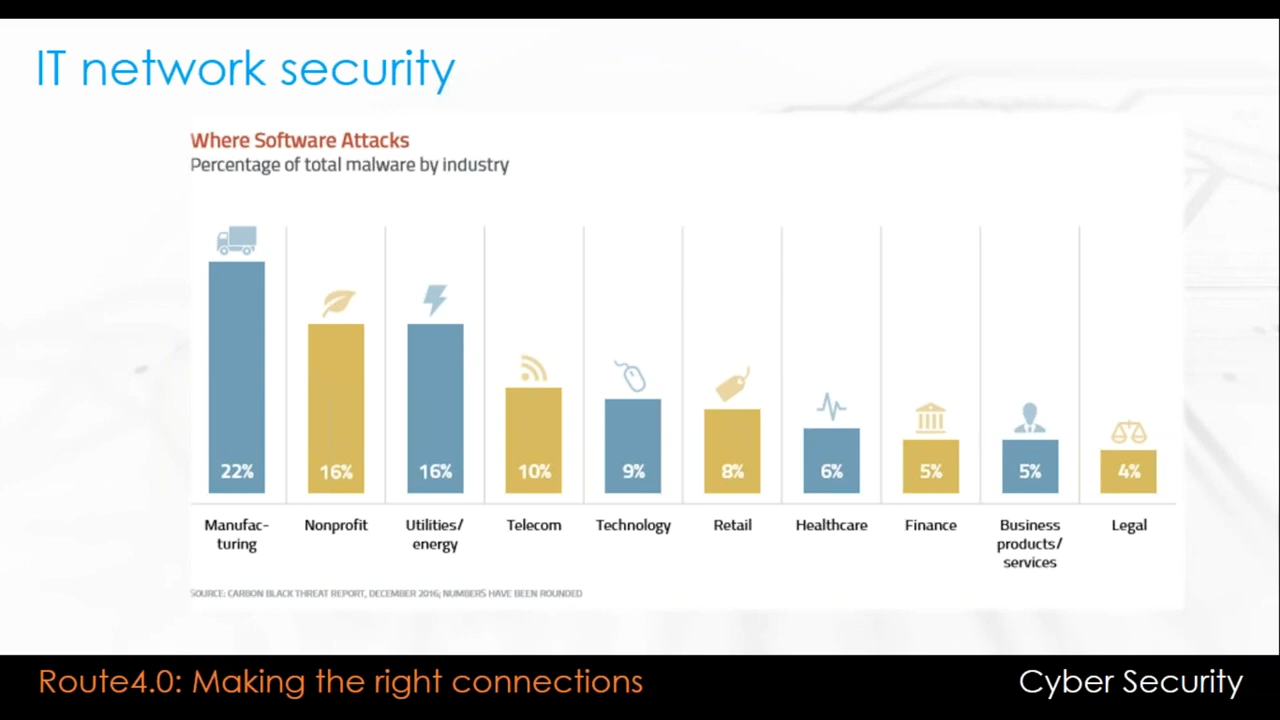 IT network security
Where Software Attacks
Percentage of total malware by industry
22%
16%
16%
10%
9%
8%
6%
5%
5%
4%
Manufac-
turing
Nonprofit
Utilities/
energy
Telecom
Technology
Retail
Healthcare
Finance
Business
products/
services
Legal
SOURCE: CARBON BLACK THREAT REPORT, DECEMBER 2016; NUMBERS HAVE BEEN ROUNDED
Route4.0: Making the right connections
Cyber Security